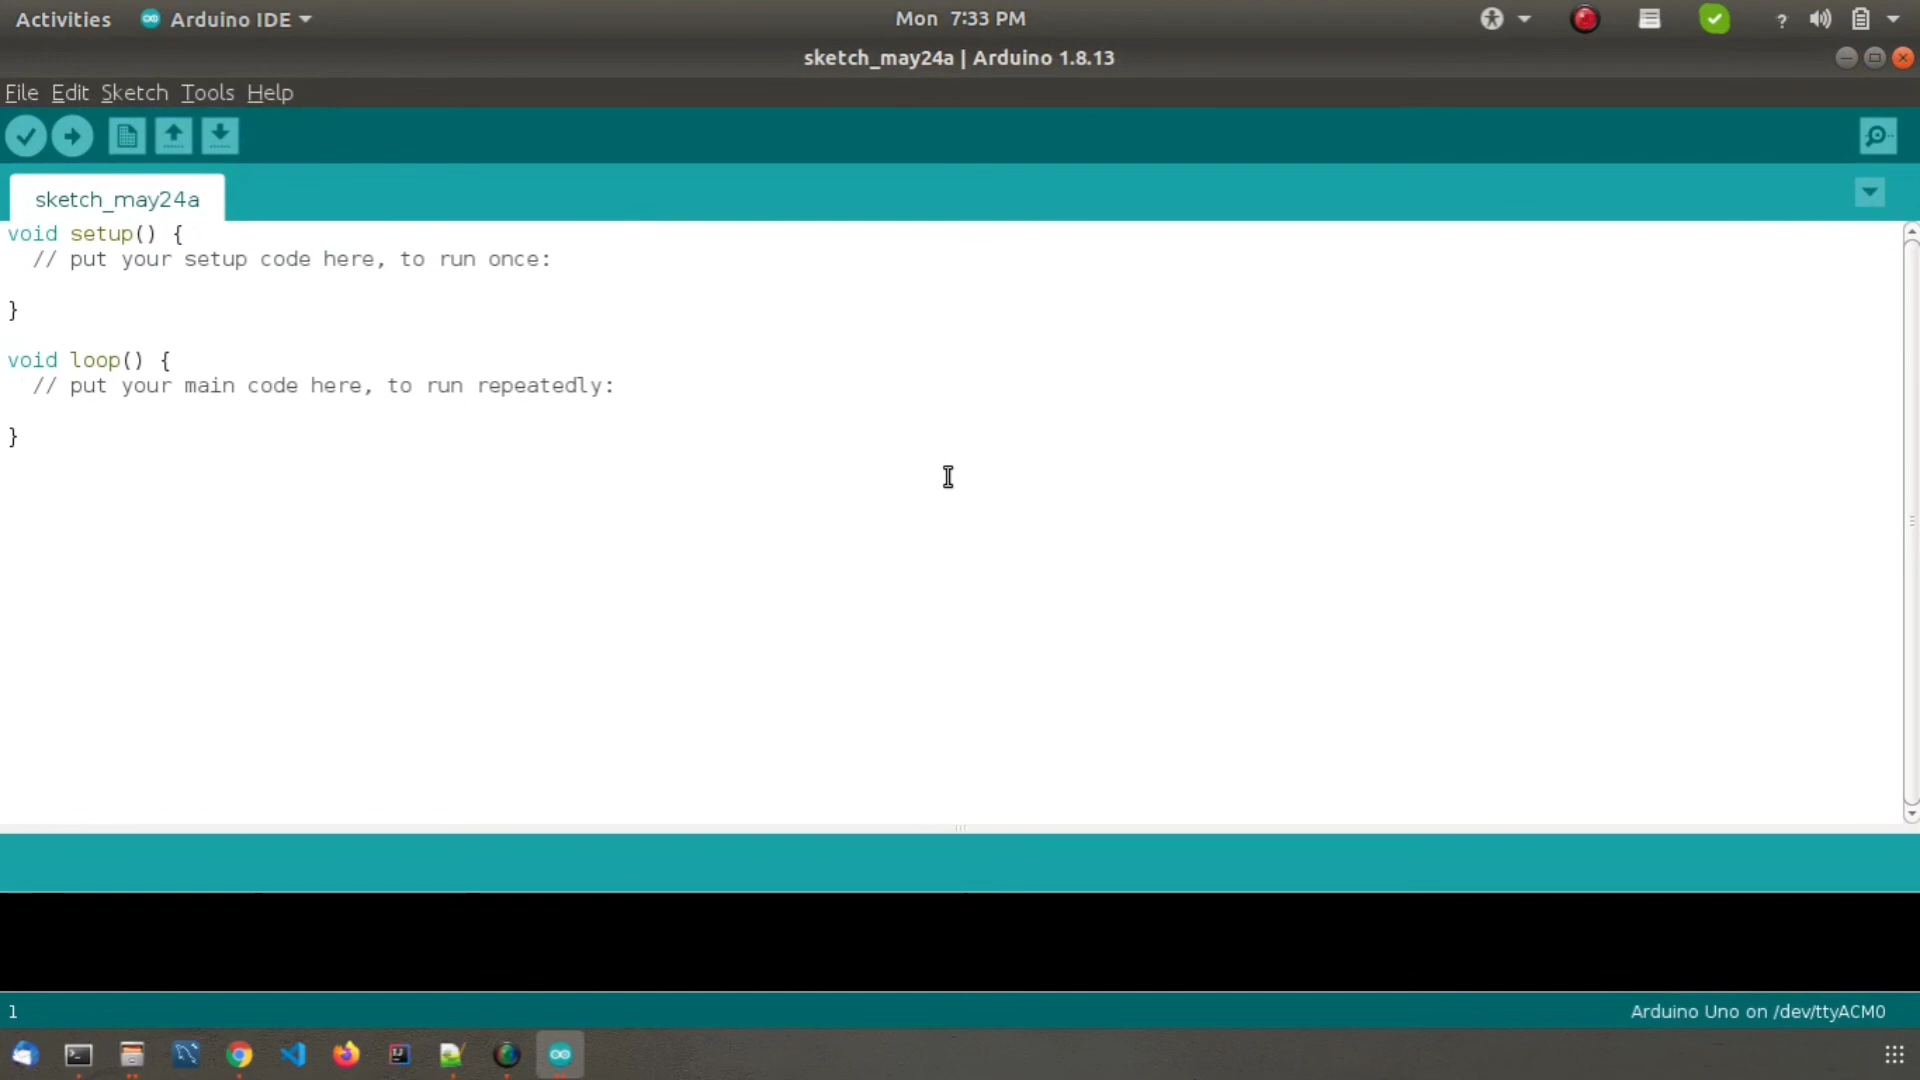 Activities Arduino IDE Mon 7:33 PM ?
sketch_may24a | Arduino 1.8.13
File Edit Sketch Tools Help
sketch_may24a
void setup() {
// put your setup code here, to run once:
}
void loop() {
// put your main code here, to run repeatedly:
}
1 Arduino Uno on /dev/ttyACM0